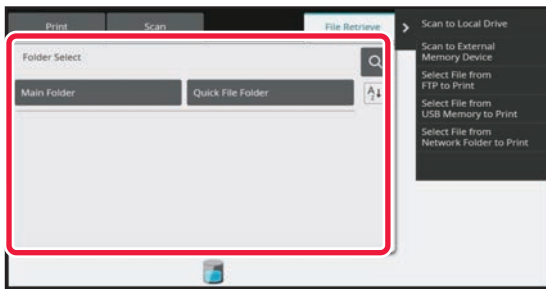 Print
Scan
File Retrieve
Folder Select
Main Folder
Quick File Folder
Scan to Local Drive
Scan to External
Memory Device
Select File from
FTP to Print
Select File from
USB Memory to Print
Select File from
Network Folder to Print